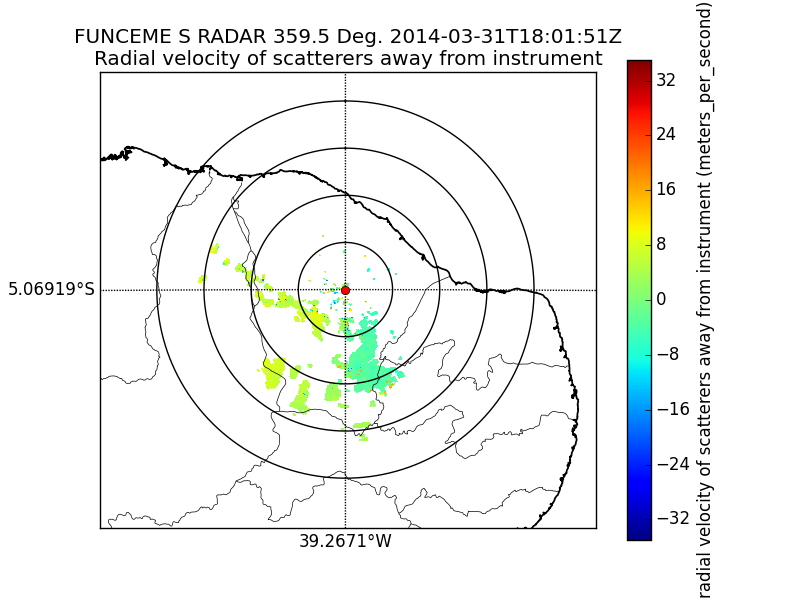 FUNCEME S RADAR 359.5 Deg. 2014-03-31T18:01:51Z
Radial velocity of scatterers away from instrument
5.06919°S
39.2671°W
32
24
16
8
0
−8
−16
−24
−32
radial velocity of scatterers away from instrument (meters_per_second)